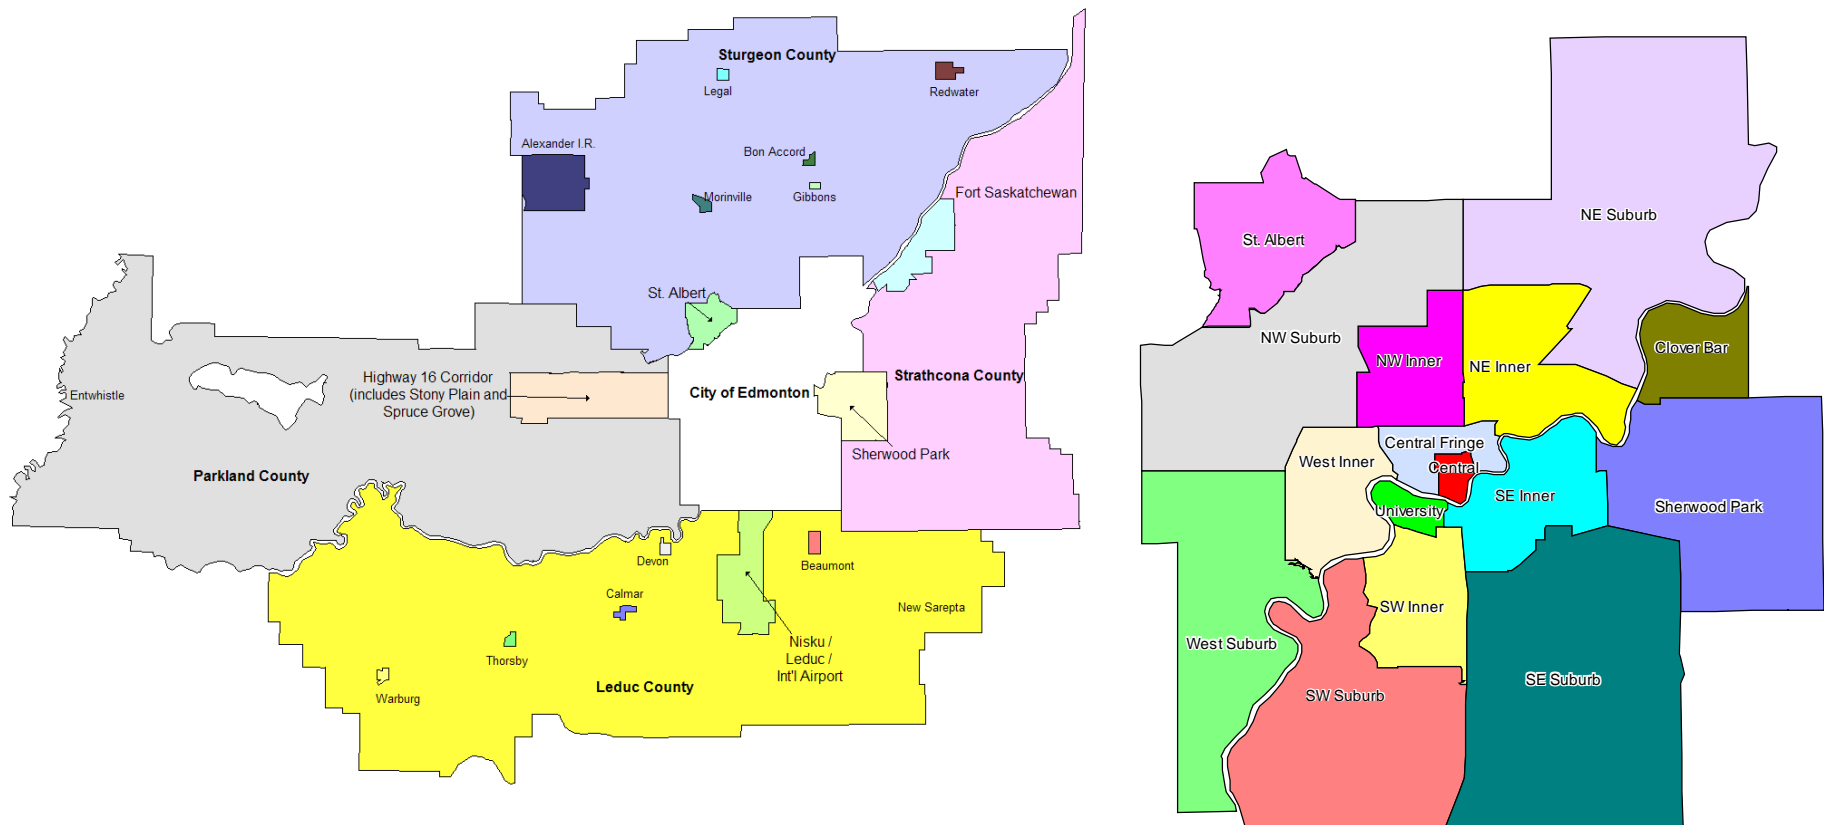 Sturgeon County
Legal
Redwater
Alexander I.R.
Bon Accord
Morinville
Gibbons
Fort Saskatchewan
St. Albert
Highway 16 Corridor
(includes Stony Plain and
Spruce Grove)
City of Edmonton
Strathcona County
Entwhistle
Sherwood Park
Parkland County
Devon
Beaumont
Calmar
New Sarepta
Nisku /
Leduc /
Int'l Airport
Thorsby
Leduc County
Warburg
NE Suburb
St. Albert
NW Suburb
Clover Bar
NW Inner
NE Inner
Central Fringe
West Inner
Central
SE Inner
University
Sherwood Park
SW Inner
West Suburb
SE Suburb
SW Suburb